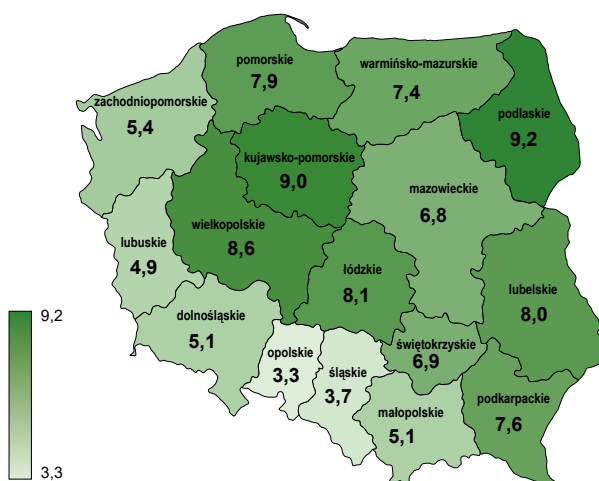 pomorskie
7,9
warmińsko-mazurskie
7,4
zachodniopomorskie
5,4
podlaskie
9,2
kujawsko-pomorskie
9,0
mazowieckie
6,8
wielkopolskie
8,6
lubuskie
4,9
łódzkie
8,1
lubelskie
8,0
dolnośląskie
5,1
świętokrzyskie
6,9
opolskie
3,3
śląskie
3,7
małopolskie
5,1
podkarpackie
7,6
9,2
3,3